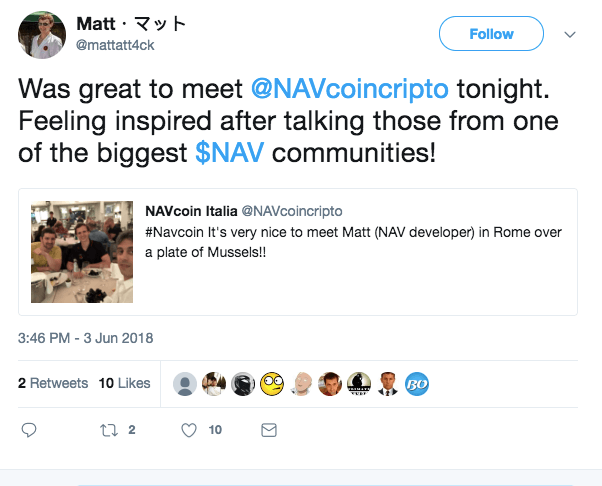 Matt · マット
@mattatt4ck
Follow
Was great to meet @NAVcoincripto tonight.
Feeling inspired after talking those from one
of the biggest $NAV communities!
NAVcoin Italia @NAVcoincripto
#Navcoin It's very nice to meet Matt (NAV developer) in Rome over
a plate of Mussels!!
3:46 PM - 3 Jun 2018
2 Retweets 10 Likes
BO
2 10